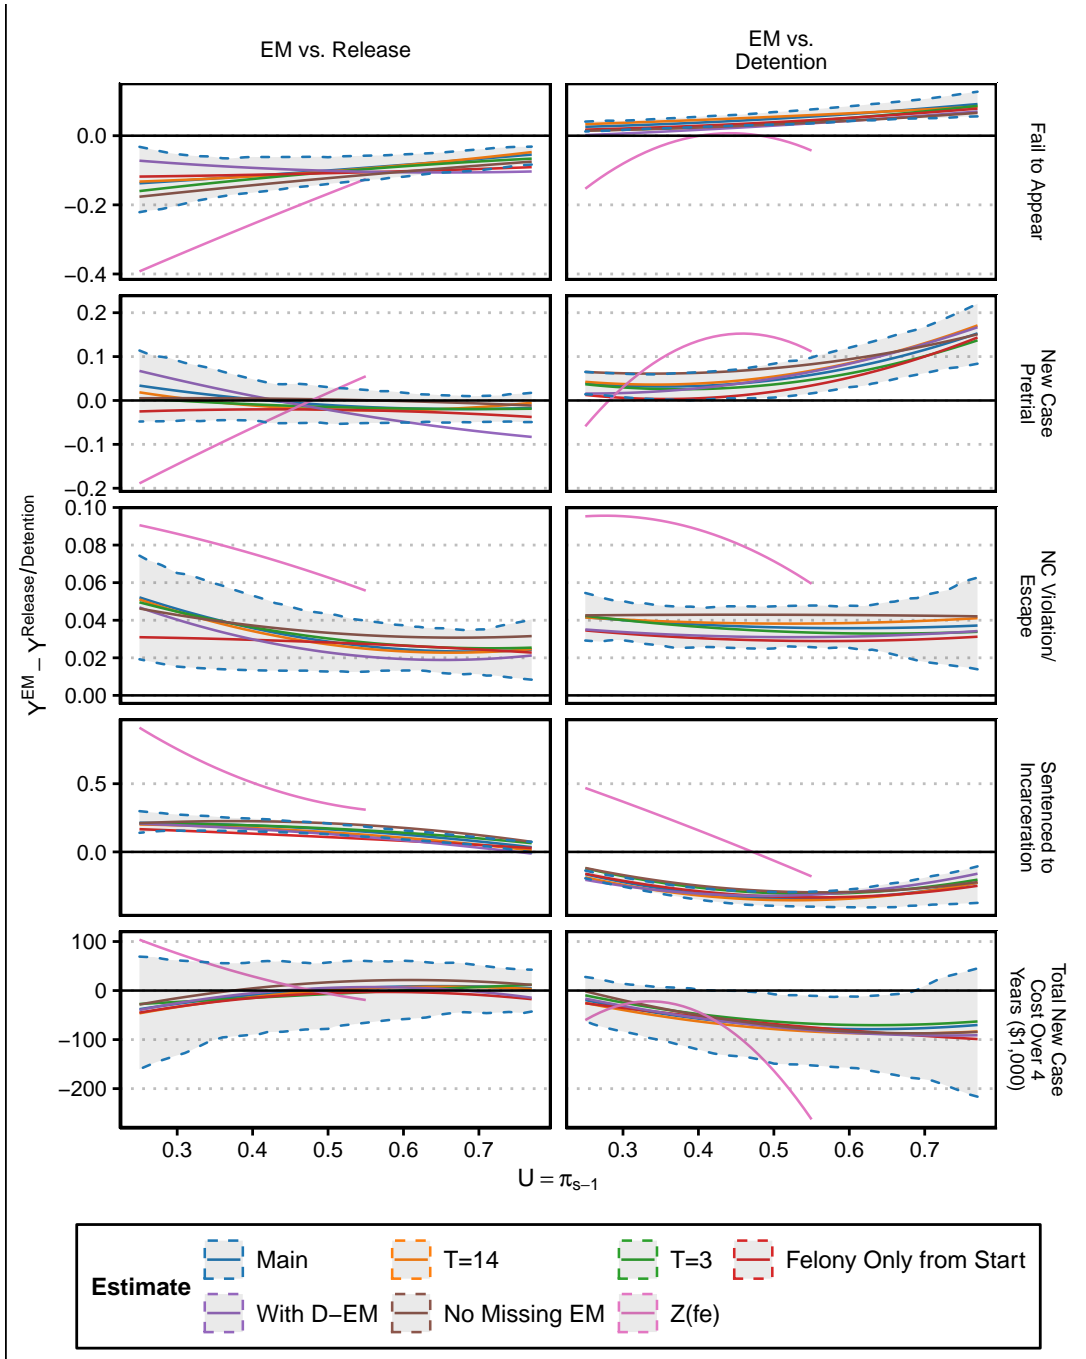 EM vs. Release
EM vs.
Detention
0.0
−0.2
−0.4
Fail to Appear
0.2
0.1
0.0
−0.1
−0.2
New Case
Pretrial
0.10
0.08
0.06
0.04
0.02
0.00
NC Violation/
Escape
0.5
0.0
Sentenced to
Incarceration
100
0
−100
−200
Total New Case
Cost Over 4
Years ($1,000)
Y^EM − Y^Release/Detention
0.3 0.4 0.5 0.6 0.7 0.3 0.4 0.5 0.6 0.7
U = π_s−1
Estimate
Main T=14 T=3 Felony Only from Start
With D−EM No Missing EM Z(fe)